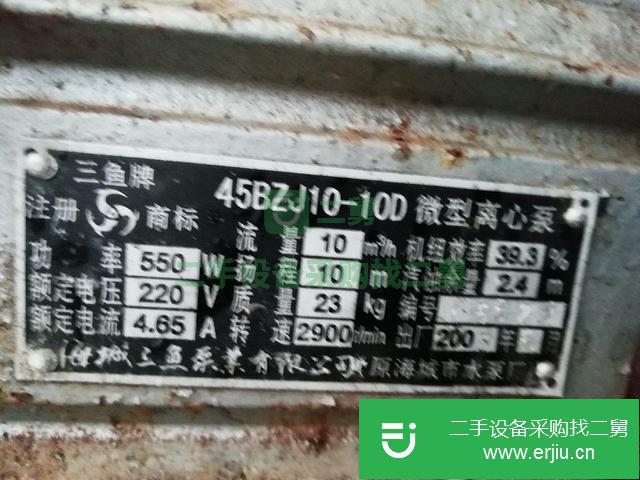 三鱼牌
45BZJ10-10D 微型离心泵
注册 商标 流量 10 m³/h 机组效率 39.3 %
功率 550 W 扬程 10 m 2.4 m
额定电压 220 V 质量 23 kg 编号
额定电流 4.65 A 转速 2900 r/min 出厂 200 年 月
海城三鱼泵业有限公司 原海城市水泵厂
二手设备采购找二舅
二手设备采购找二舅
www.erjiu.cn